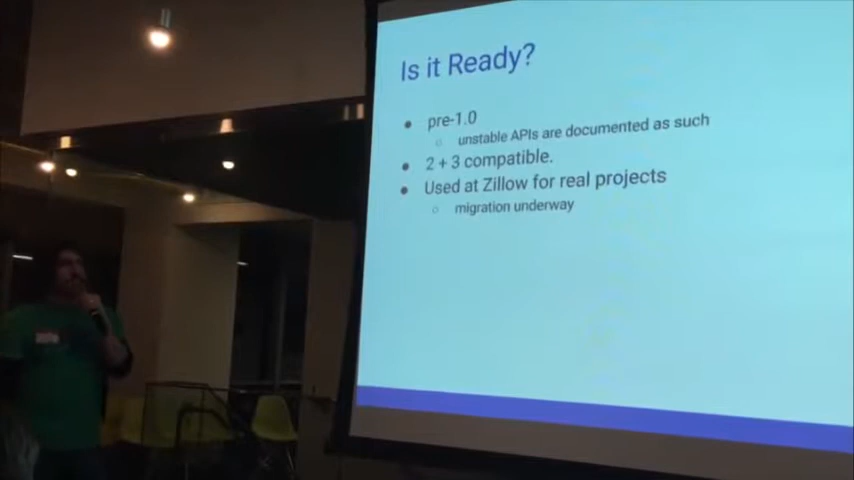 Is it Ready?
pre-1.0
unstable APIs are documented as such
2 + 3 compatible.
Used at Zillow for real projects
migration underway